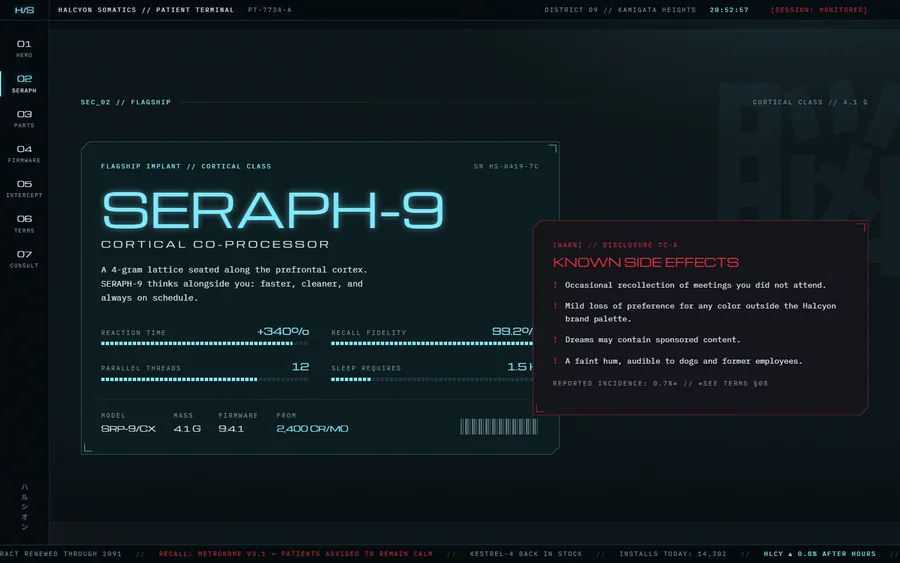 H/S
HALCYON SOMATICS // PATIENT TERMINAL PT-7734-A
DISTRICT 09 // KAMIGATA HEIGHTS 20:52:57 [SESSION: MONITORED]
01
HERO
02
SERAPH
03
PARTS
04
FIRMWARE
05
INTERCEPT
06
TERMS
07
CONSULT
ハルシオン
SEC_02 // FLAGSHIP
CORTICAL CLASS // 4.1 G
脳
FLAGSHIP IMPLANT // CORTICAL CLASS
SN HS-0419-7C
SERAPH-9
CORTICAL CO-PROCESSOR
A 4-gram lattice seated along the prefrontal cortex.
SERAPH-9 thinks alongside you: faster, cleaner, and
always on schedule.
REACTION TIME +340%
RECALL FIDELITY 99.2%
PARALLEL THREADS 12
SLEEP REQUIRED 1.5 H
MODEL MASS FIRMWARE FROM
SRP-9/CX 4.1 G 9.4.1 2,400 CR/MO
[WARN] // DISCLOSURE 7C-A
KNOWN SIDE EFFECTS
! Occasional recollection of meetings you did not attend.
! Mild loss of preference for any color outside the Halcyon
brand palette.
! Dreams may contain sponsored content.
! A faint hum, audible to dogs and former employees.
REPORTED INCIDENCE: 0.7%* // *SEE TERMS §08
RACT RENEWED THROUGH 2091 // RECALL: METRONOME V3.1 — PATIENTS ADVISED TO REMAIN CALM // KESTREL-4 BACK IN STOCK // INSTALLS TODAY: 14,302 // HLCY ▲ 0.8% AFTER HOURS //